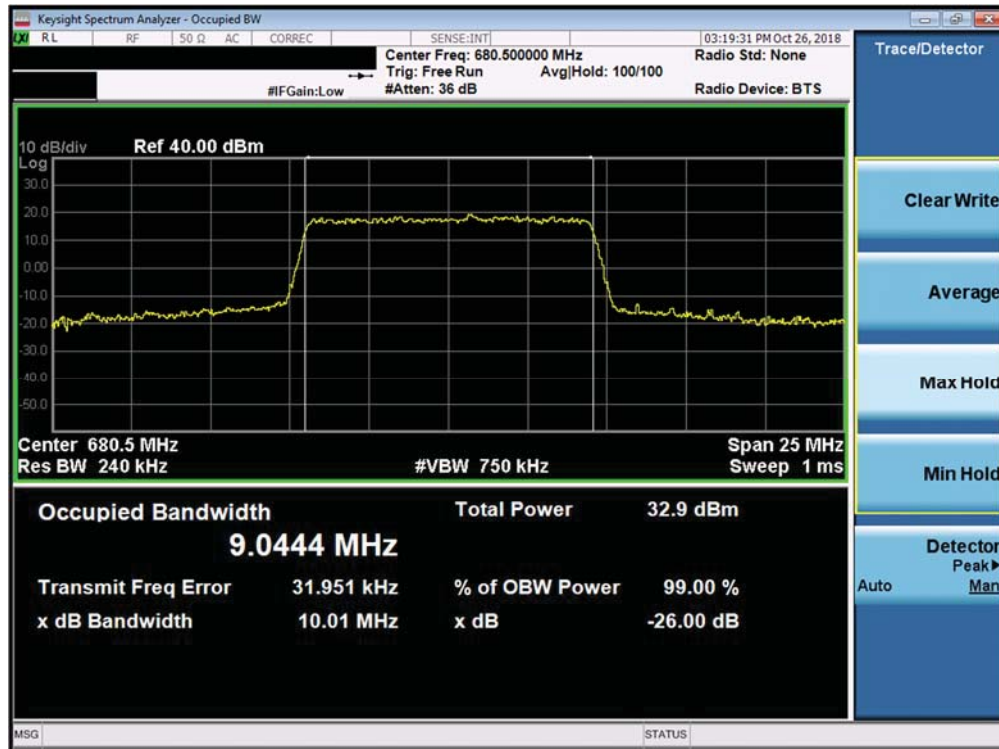 Keysight Spectrum Analyzer - Occupied BW
LXI RL RF 50 Ω AC CORREC SENSE:INT 03:19:31 PM Oct 26, 2018
Center Freq: 680.500000 MHz Radio Std: None
Trig: Free Run Avg|Hold: 100/100
#IFGain:Low #Atten: 36 dB Radio Device: BTS
Trace/Detector
10 dB/div Ref 40.00 dBm
Log
30.0
20.0
10.0
0.00
-10.0
-20.0
-30.0
-40.0
-50.0
Center 680.5 MHz Span 25 MHz
Res BW 240 kHz #VBW 750 kHz Sweep 1 ms
Occupied Bandwidth Total Power 32.9 dBm
9.0444 MHz
Transmit Freq Error 31.951 kHz % of OBW Power 99.00 %
x dB Bandwidth 10.01 MHz x dB -26.00 dB
Clear Write
Average
Max Hold
Min Hold
Detector
Peak▶
Auto Man
MSG STATUS